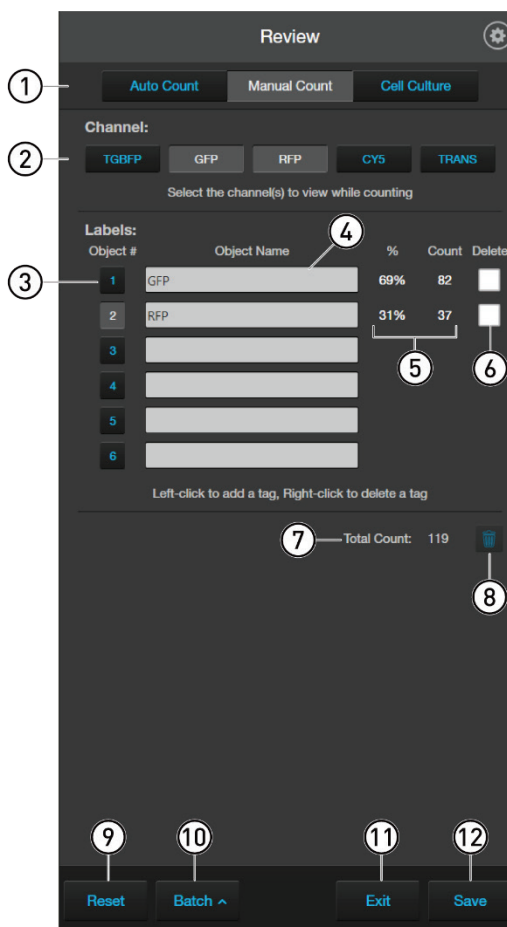 Review
1 Auto Count Manual Count Cell Culture
Channel:
2 TGBFP GFP RFP CY5 TRANS
Select the channel(s) to view while counting
Labels: 4
Object # Object Name % Count Delete
3 1 GFP 69% 82
2 RFP 31% 37
3 5 6
4
5
6
Left-click to add a tag, Right-click to delete a tag
7 Total Count: 119
8
9 10 11 12
Reset Batch ^ Exit Save